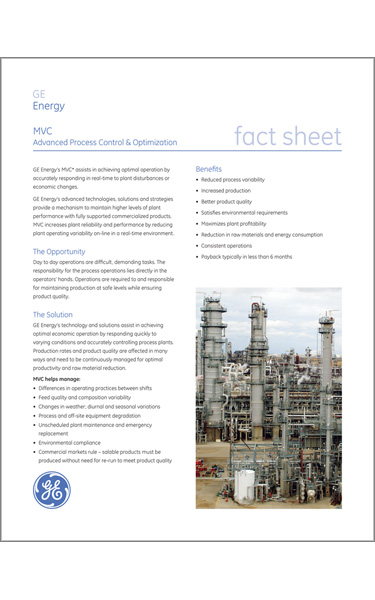 GE
Energy
MVC
Advanced Process Control & Optimization
fact sheet
GE Energy's MVC* assists in achieving optimal operation by
accurately responding in real-time to plant disturbances or
economic changes.
GE Energy's advanced technologies, solutions and strategies
provide a mechanism to maintain higher levels of plant
performance with fully supported commercialized products.
MVC increases plant reliability and performance by reducing
plant operating variability on-line in a real-time environment.
The Opportunity
Day to day operations are difficult, demanding tasks. The
responsibility for the process operations lies directly in the
operators' hands. Operations are required to and responsible
for maintaining production at safe levels while ensuring
product quality.
The Solution
GE Energy's technology and solutions assist in achieving
optimal economic operation by responding quickly to
varying conditions and accurately controlling process plants.
Production rates and product quality are affected in many
ways and need to be continually managed for optimal
productivity and raw material reduction.
MVC helps manage:
• Differences in operating practices between shifts
• Feed quality and composition variability
• Changes in weather; diurnal and seasonal variations
• Process and off-site equipment degradation
• Unscheduled plant maintenance and emergency
replacement
• Environmental compliance
• Commercial markets rule – salable products must be
produced without need for re-run to meet product quality
GE
Benefits
• Reduced process variability
• Increased production
• Better product quality
• Satisfies environmental requirements
• Maximizes plant profitability
• Reduction in raw materials and energy consumption
• Consistent operations
• Payback typically in less than 6 months